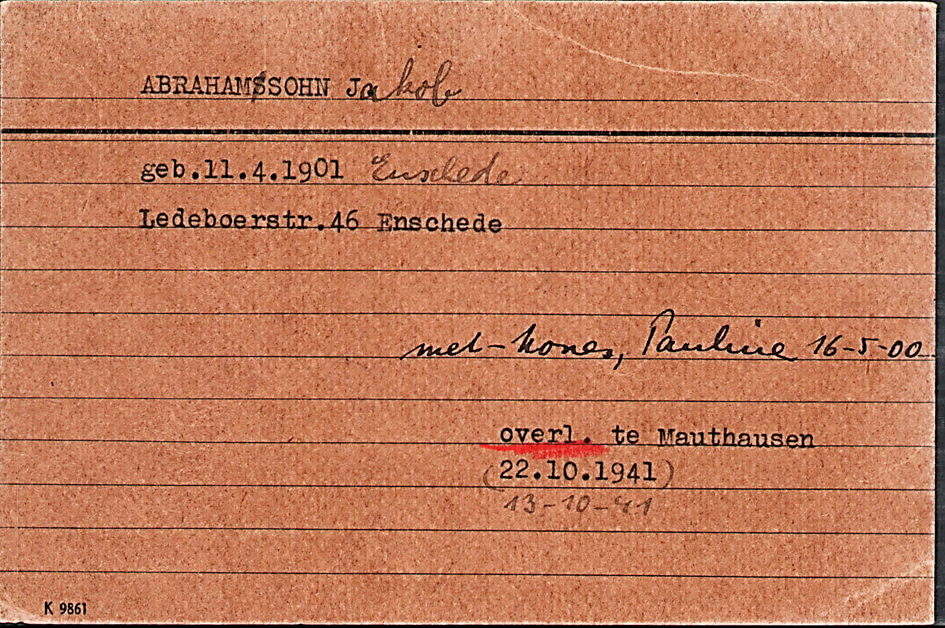 ABRAHAMSSOHN Jakob
geb.11.4.1901 Enschede
Ledeboerstr.46 Enschede
met- Pauline 16-5-00
overl. te Mauthausen
(22.10.1941)
13-10-41
K 9861